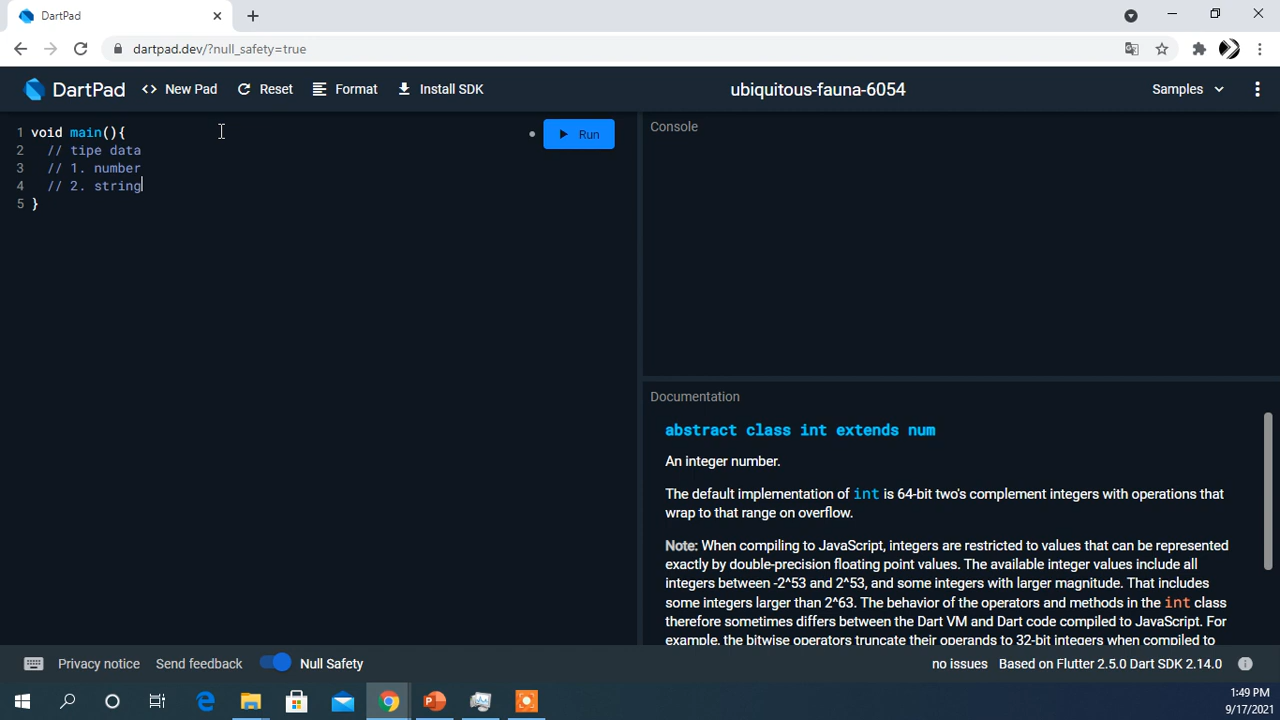 DartPad
dartpad.dev/?null_safety=true
DartPad
New Pad
Reset
Format
Install SDK
ubiquitous-fauna-6054
Samples
1 void main(){
2 // tipe data
3 // 1. number
4 // 2. string
5 }
Run
Console
Documentation
abstract class int extends num
An integer number.
The default implementation of int is 64-bit two's complement integers with operations that
wrap to that range on overflow.
Note: When compiling to JavaScript, integers are restricted to values that can be represented
exactly by double-precision floating point values. The available integer values include all
integers between -2^53 and 2^53, and some integers with larger magnitude. That includes
some integers larger than 2^63. The behavior of the operators and methods in the int class
therefore sometimes differs between the Dart VM and Dart code compiled to JavaScript. For
example, the bitwise operators truncate their operands to 32-bit integers when compiled to
Privacy notice
Send feedback
Null Safety
no issues
Based on Flutter 2.5.0 Dart SDK 2.14.0
1:49 PM
9/17/2021